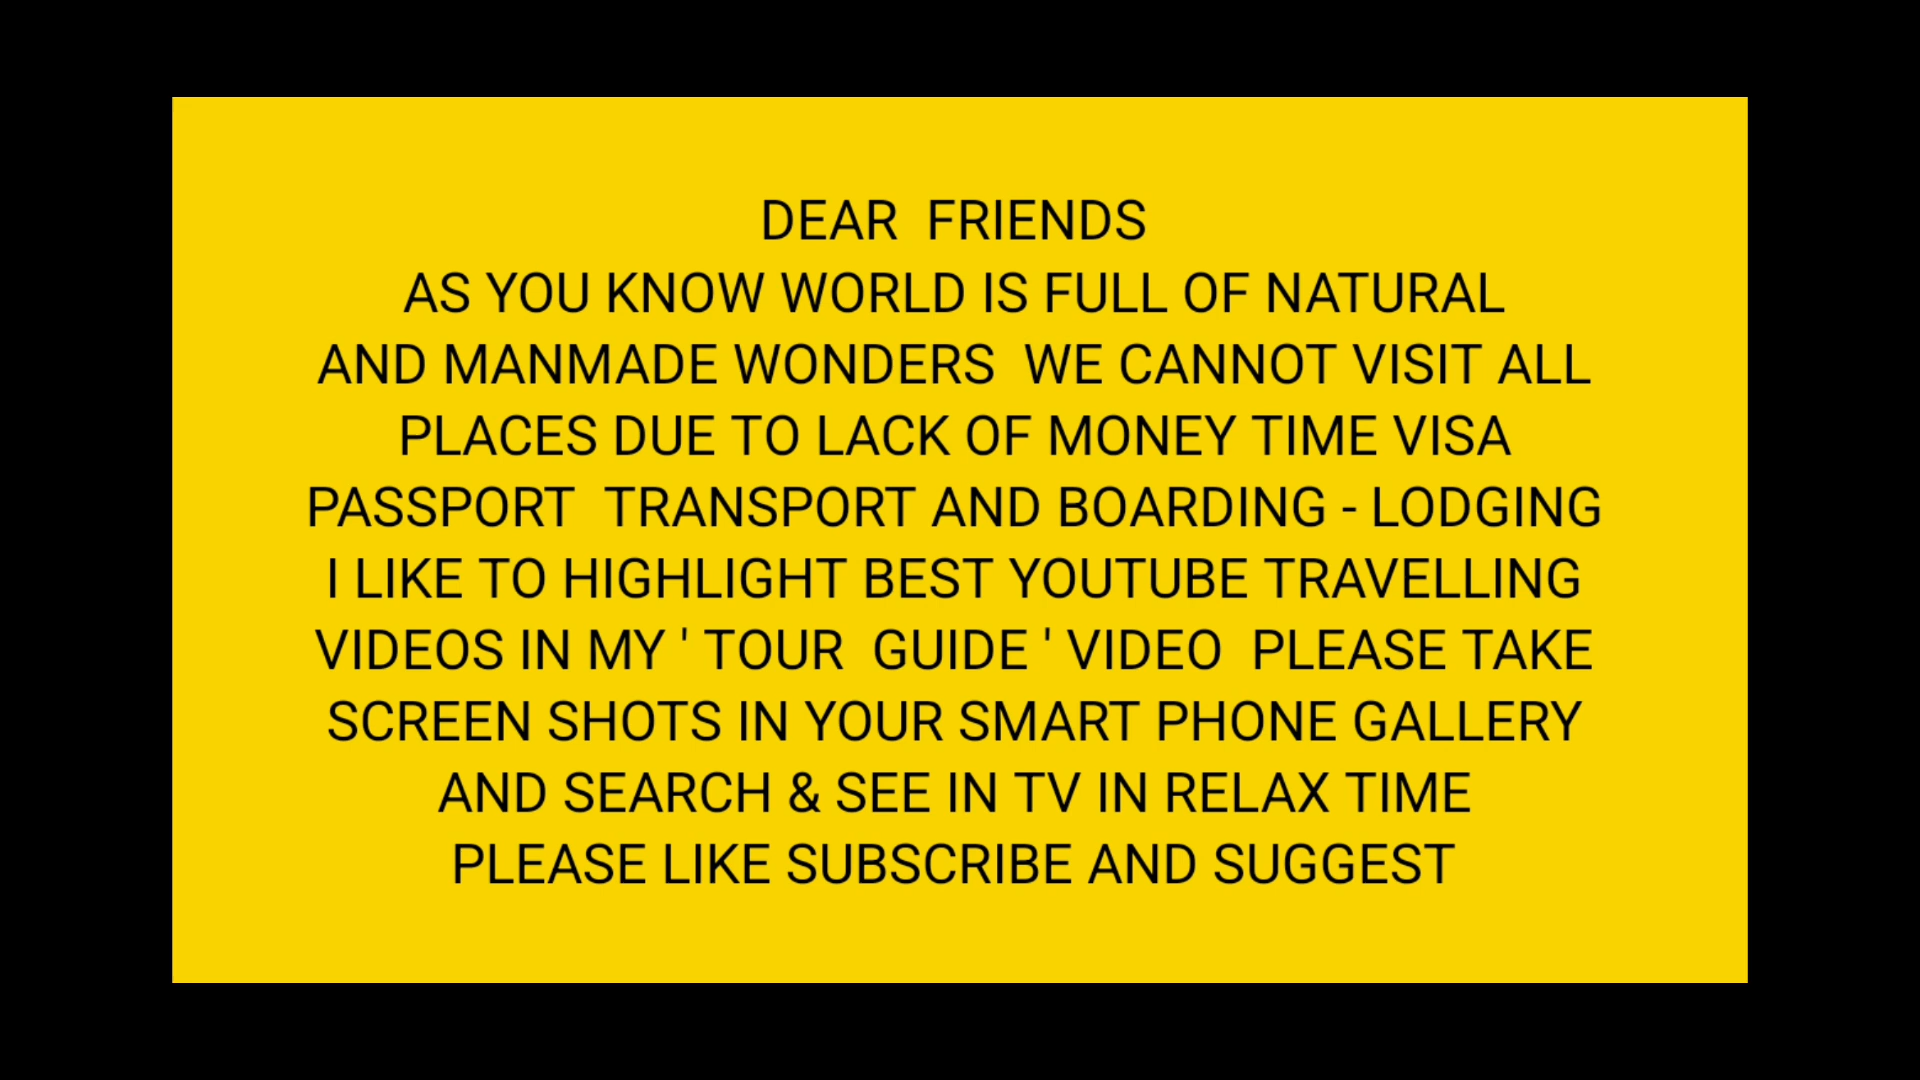 DEAR  FRIENDS
AS YOU KNOW WORLD IS FULL OF NATURAL
AND MANMADE WONDERS  WE CANNOT VISIT ALL
PLACES DUE TO LACK OF MONEY TIME VISA
PASSPORT  TRANSPORT AND BOARDING - LODGING
I LIKE TO HIGHLIGHT BEST YOUTUBE TRAVELLING
VIDEOS IN MY ' TOUR  GUIDE ' VIDEO  PLEASE TAKE
SCREEN SHOTS IN YOUR SMART PHONE GALLERY
AND SEARCH & SEE IN TV IN RELAX TIME
PLEASE LIKE SUBSCRIBE AND SUGGEST